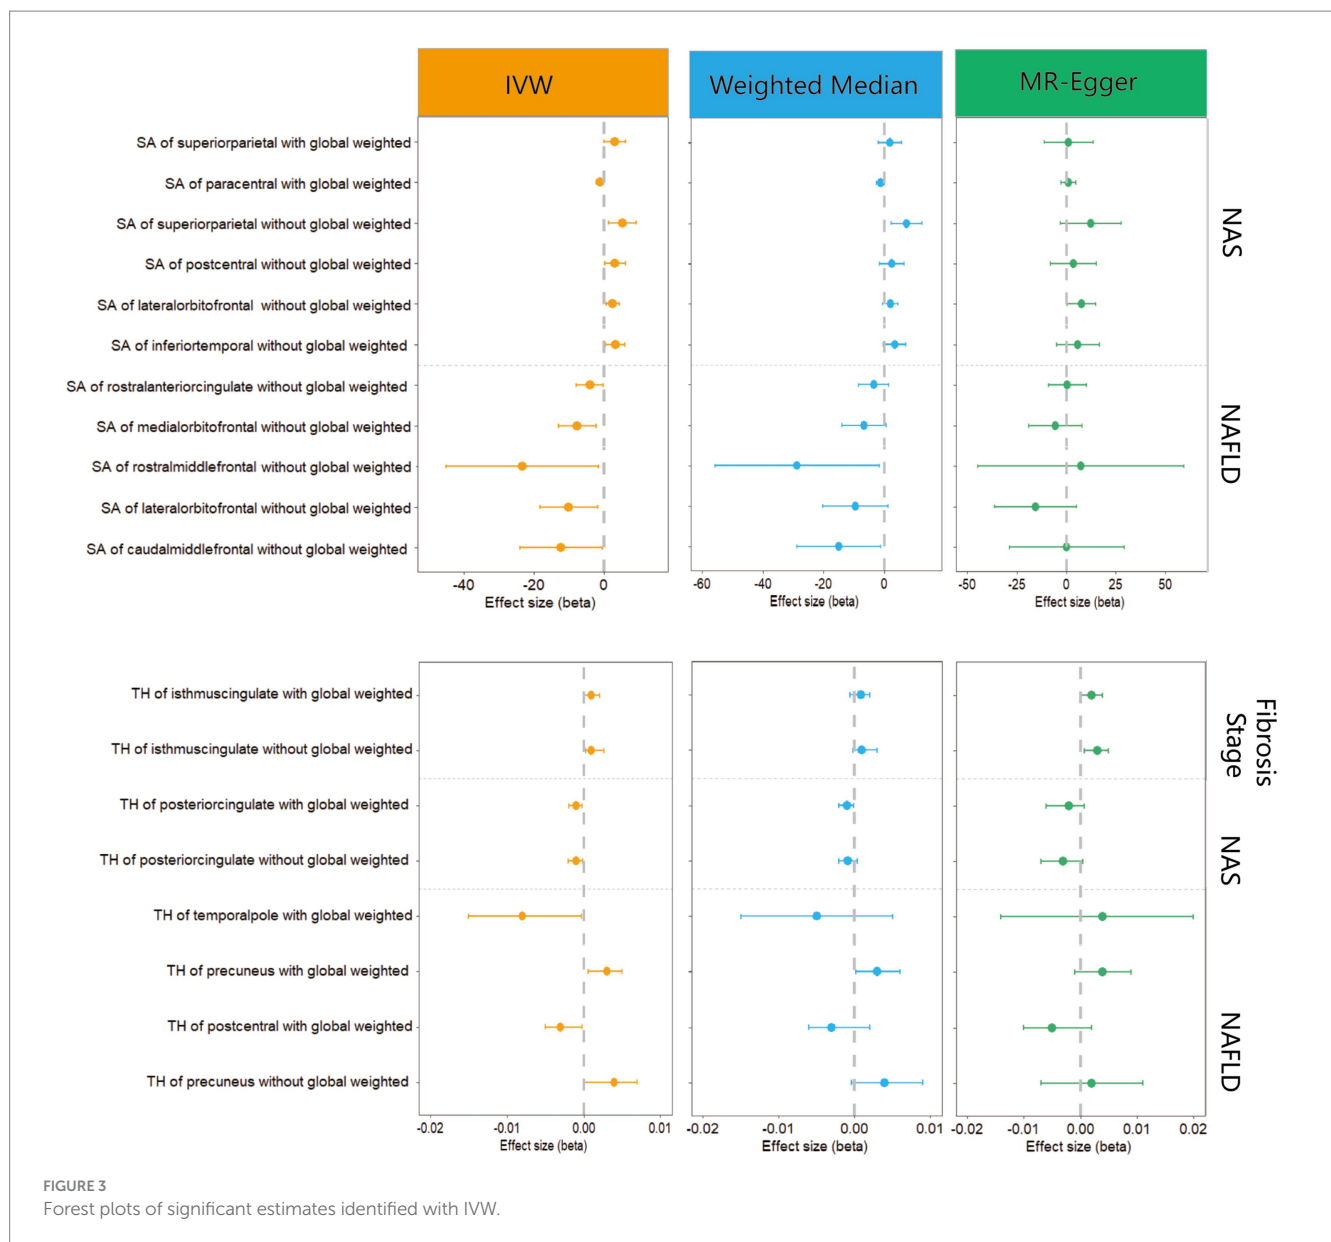 IVW Weighted Median MR-Egger
SA of superiorparietal with global weighted
SA of paracentral with global weighted
SA of superiorparietal without global weighted
SA of postcentral without global weighted
SA of lateralorbitofrontal without global weighted
SA of inferiortemporal without global weighted
NAS
SA of rostralanteriorcingulate without global weighted
SA of medialorbitofrontal without global weighted
SA of rostralmiddlefrontal without global weighted
SA of lateralorbitofrontal without global weighted
SA of caudalmiddlefrontal without global weighted
NAFLD
-40 -20 0 -60 -40 -20 0 -50 -25 0 25 50
Effect size (beta) Effect size (beta) Effect size (beta)
TH of isthmuscingulate with global weighted
TH of isthmuscingulate without global weighted
Fibrosis
Stage
TH of posteriorcingulate with global weighted
TH of posteriorcingulate without global weighted
NAS
TH of temporalpole with global weighted
TH of precuneus with global weighted
TH of postcentral with global weighted
TH of precuneus without global weighted
NAFLD
-0.02 -0.01 0.00 0.01 -0.02 -0.01 0.00 0.01 -0.02 -0.01 0.00 0.01 0.02
Effect size (beta) Effect size (beta) Effect size (beta)
FIGURE 3
Forest plots of significant estimates identified with IVW.